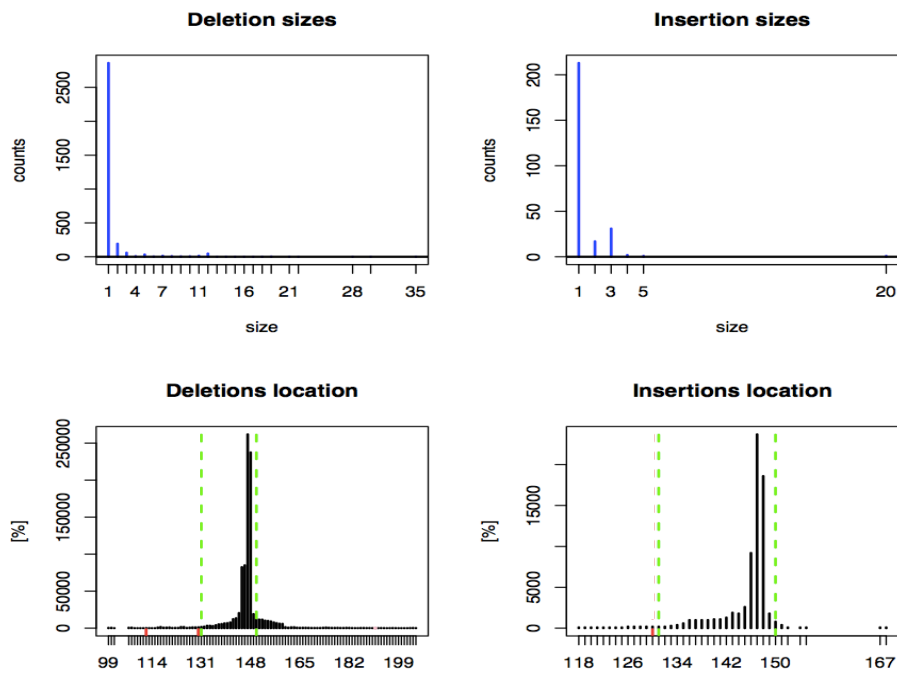 Deletion sizes
counts
2500
1500
500
0
1 4 7 11 16 21 28 35
size
Insertion sizes
counts
200
150
100
50
0
1 3 5 20
size
Deletions location
[%]
250000
150000
50000
0
99 114 131 148 165 182 199
Insertions location
[%]
15000
5000
0
118 126 134 142 150 167